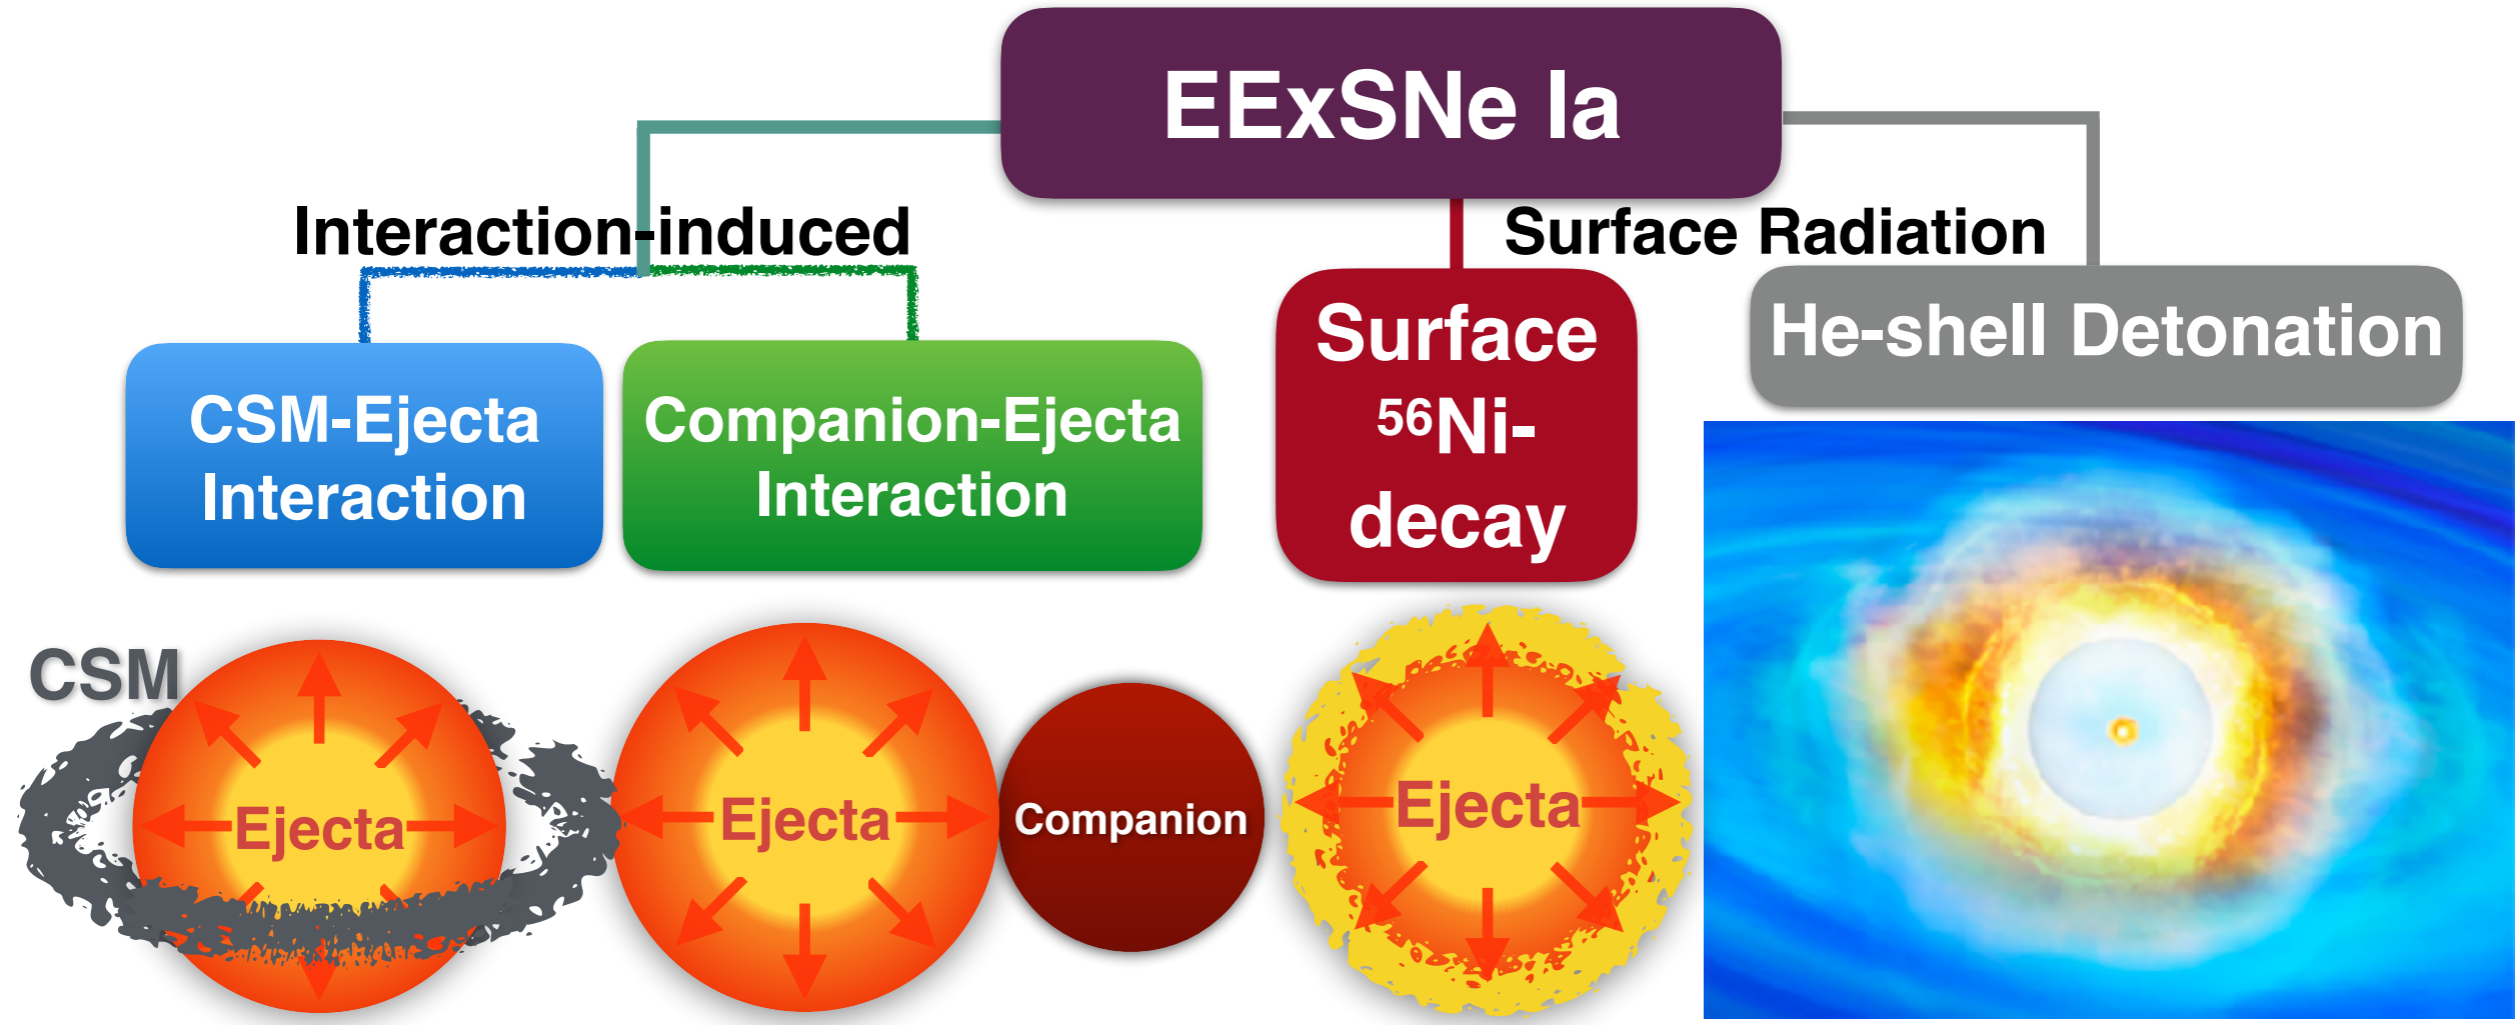 EExSNe Ia
Interaction-induced
Surface Radiation
CSM-Ejecta
Interaction
Companion-Ejecta
Interaction
Surface
⁵⁶Ni-
decay
He-shell Detonation
CSM
Ejecta
Ejecta
Companion
Ejecta